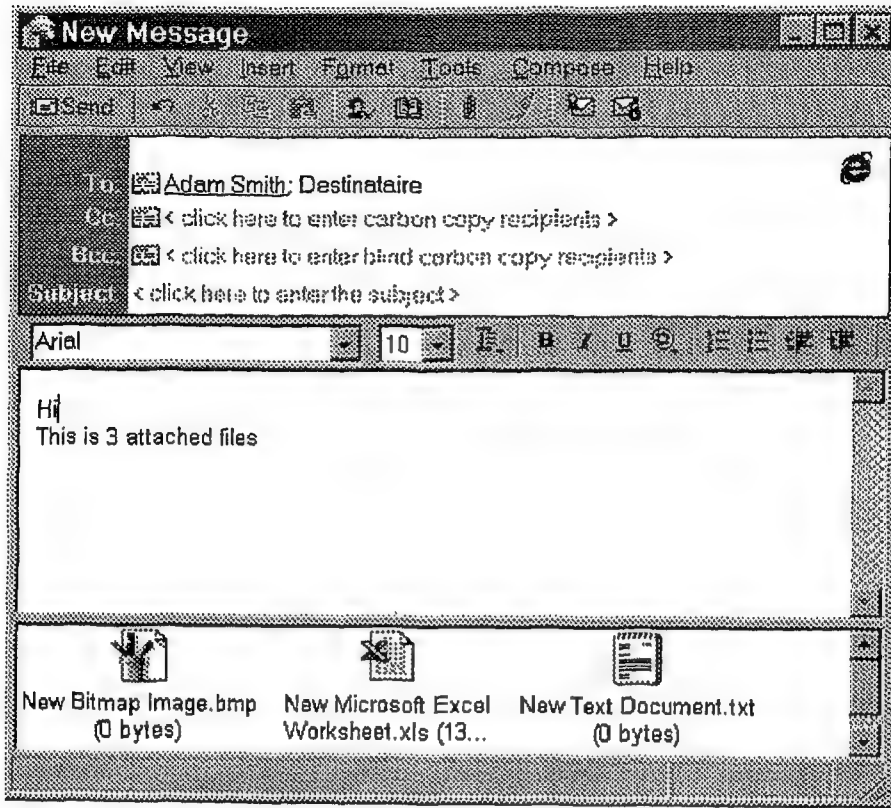 New Message
File Edit View Insert Format Tools Compose Help
Send
To: Adam Smith; Destinataire
Cc: < click here to enter carbon copy recipients >
Bcc: < click here to enter blind carbon copy recipients >
Subject: < click here to enter the subject >
Arial 10 B I U
Hi
This is 3 attached files
New Bitmap Image.bmp (0 bytes)
New Microsoft Excel Worksheet.xls (13...
New Text Document.txt (0 bytes)